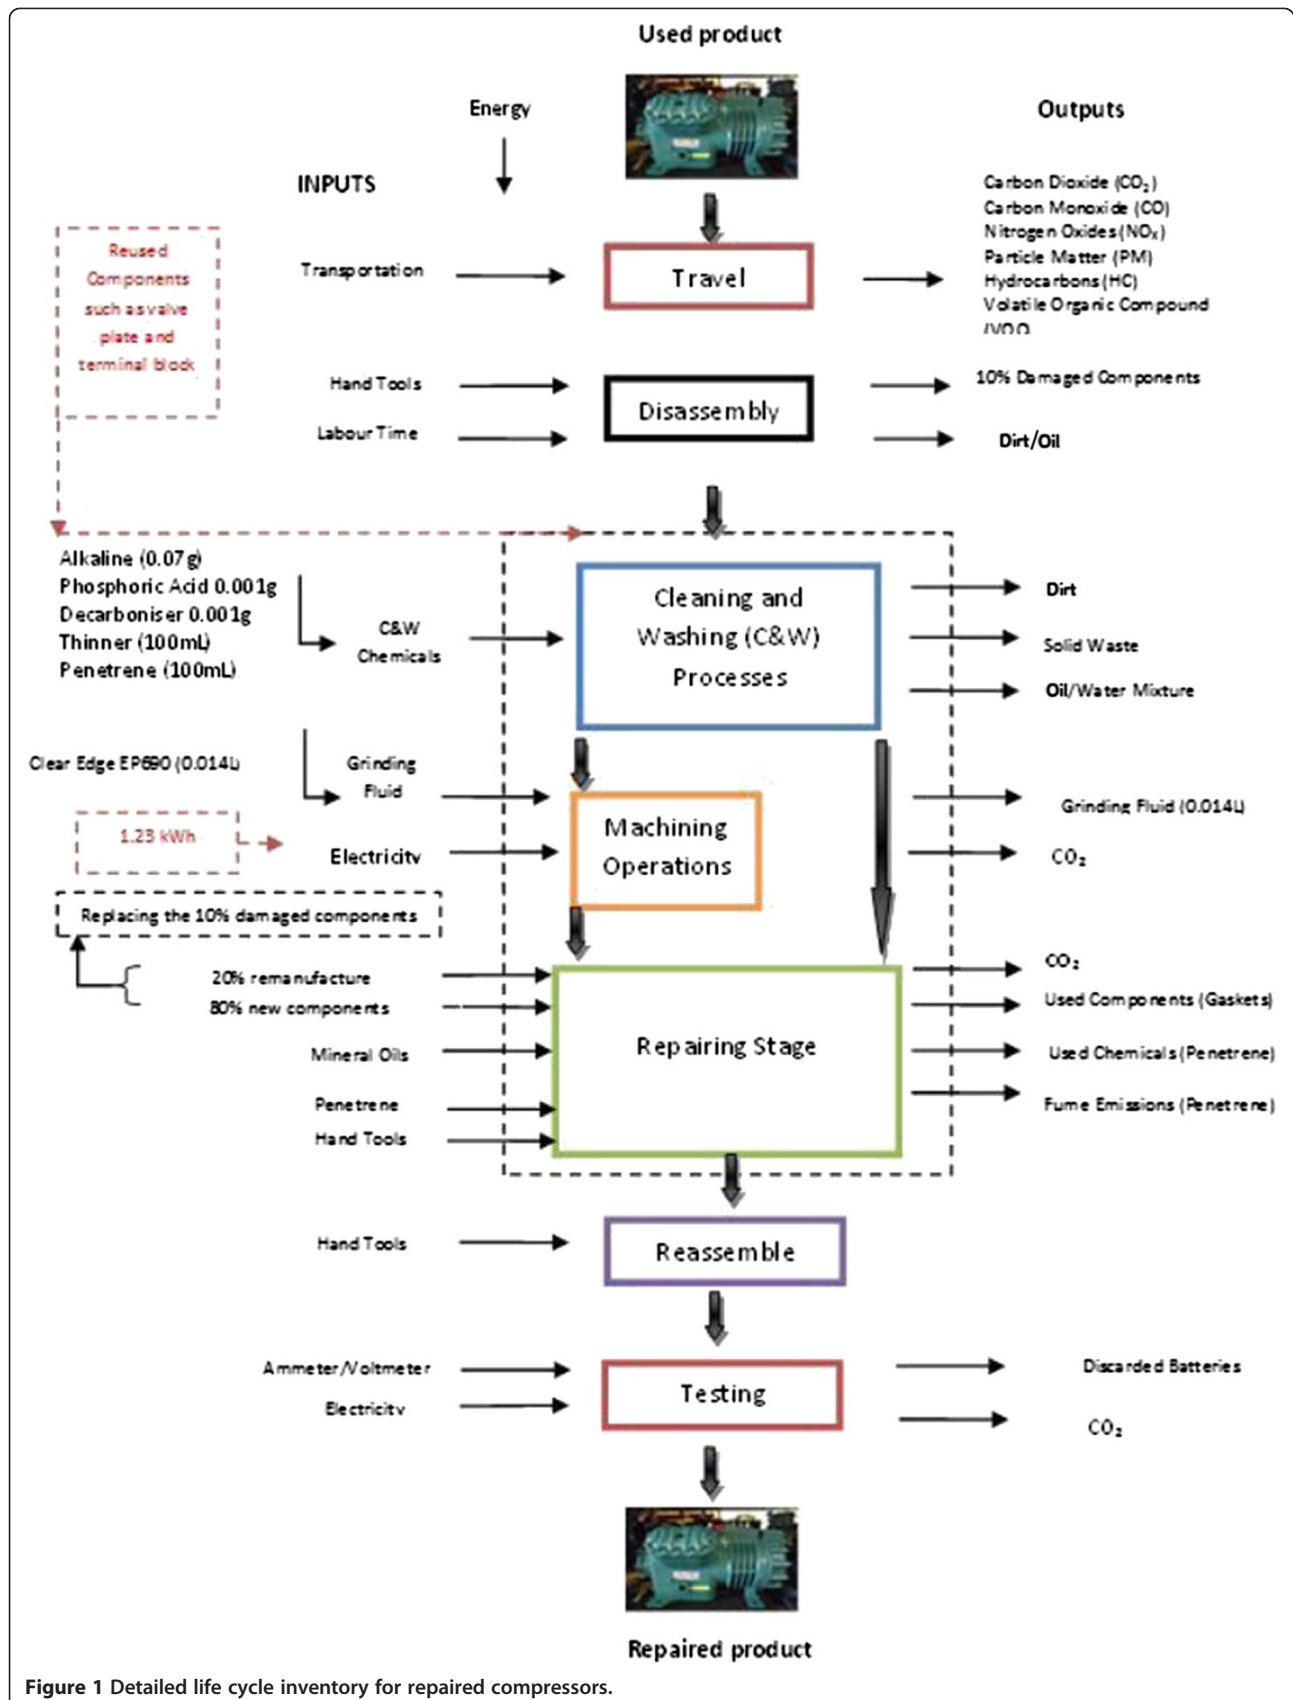 Used product
Energy
Outputs
INPUTS
Carbon Dioxide (CO₂)
Carbon Monoxide (CO)
Nitrogen Oxides (NOₓ)
Particle Matter (PM)
Hydrocarbons (HC)
Volatile Organic Compound
Reused
Components
such as valve
plate and
terminal block
Transportation
Travel
Hand Tools
Labour Time
Disassembly
10% Damaged Components
Dirt/Oil
Alkaline (0.07g)
Phosphoric Acid 0.001g
Decarboniser 0.001g
Thinner (100mL)
Penetrene (100mL)
C&W
Chemicals
Cleaning and
Washing (C&W)
Processes
Dirt
Solid Waste
Oil/Water Mixture
Clear Edge EP690 (0.014L)
Grinding
Fluid
1.23 kWh
Electricity
Machining
Operations
Grinding Fluid (0.014L)
CO₂
Replacing the 10% damaged components
20% remanufacture
80% new components
Mineral Oils
Penetrene
Hand Tools
Repairing Stage
CO₂
Used Components (Gaskets)
Used Chemicals (Penetrene)
Fume Emissions (Penetrene)
Hand Tools
Reassemble
Ammeter/Voltmeter
Electricity
Testing
Discarded Batteries
CO₂
Repaired product
Figure 1 Detailed life cycle inventory for repaired compressors.